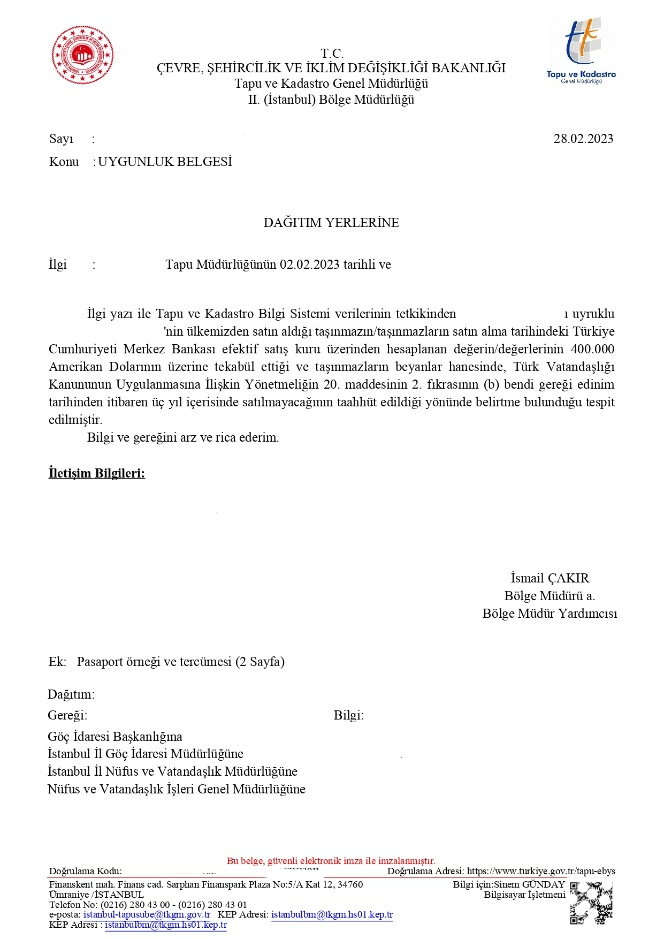 T.C.
ÇEVRE, ŞEHİRCİLİK VE İKLİM DEĞİŞİKLİĞİ BAKANLIĞI
Tapu ve Kadastro Genel Müdürlüğü
II. (İstanbul) Bölge Müdürlüğü
Tapu ve Kadastro
Genel Müdürlüğü
Sayı : 28.02.2023
Konu : UYGUNLUK BELGESİ
DAĞITIM YERLERİNE
İlgi : Tapu Müdürlüğünün 02.02.2023 tarihli ve
İlgi yazı ile Tapu ve Kadastro Bilgi Sistemi verilerinin tetkikinden ı uyruklu
'nin ülkemizden satın aldığı taşınmazın/taşınmazların satın alma tarihindeki Türkiye
Cumhuriyeti Merkez Bankası efektif satış kuru üzerinden hesaplanan değerin/değerlerinin 400.000
Amerikan Dolarının üzerine tekabül ettiği ve taşınmazların beyanlar hanesinde, Türk Vatandaşlığı
Kanununun Uygulanmasına İlişkin Yönetmeliğin 20. maddesinin 2. fıkrasının (b) bendi gereği edinim
tarihinden itibaren üç yıl içerisinde satılmayacağının taahhüt edildiği yönünde belirtme bulunduğu tespit
edilmiştir.
Bilgi ve gereğini arz ve rica ederim.
İletişim Bilgileri:
İsmail ÇAKIR
Bölge Müdürü a.
Bölge Müdür Yardımcısı
Ek: Pasaport örneği ve tercümesi (2 Sayfa)
Dağıtım:
Gereği: Bilgi:
Göç İdaresi Başkanlığına
İstanbul İl Göç İdaresi Müdürlüğüne
İstanbul İl Nüfus ve Vatandaşlık Müdürlüğüne
Nüfus ve Vatandaşlık İşleri Genel Müdürlüğüne
Bu belge, güvenli elektronik imza ile imzalanmıştır.
Doğrulama Kodu: Doğrulama Adresi: https://www.turkiye.gov.tr/tapu-ebys
Finanskent mah. Finans cad. Sarphan Finanspark Plaza No:5/A Kat 12, 34760 Bilgi için:Sinem GÜNDAY
Ümraniye /İSTANBUL Bilgisayar İşletmeni
Telefon No: (0216) 280 43 00 - (0216) 280 43 01
e-posta: istanbul-tapusube@tkgm.gov.tr KEP Adresi: istanbulbm@tkgm.hs01.kep.tr
KEP Adresi : istanbulbm@tkgm.hs01.kep.tr